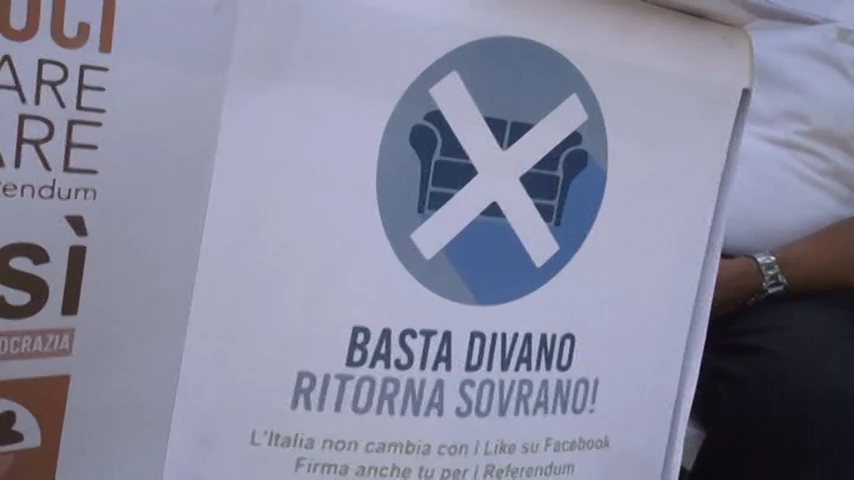 ARE
ARE
endum
sì
OCRAZIA
BASTA DIVANO
RITORNA SOVRANO!
L'Italia non cambia con i Like su Facebook
Firma anche tu per i Referendum